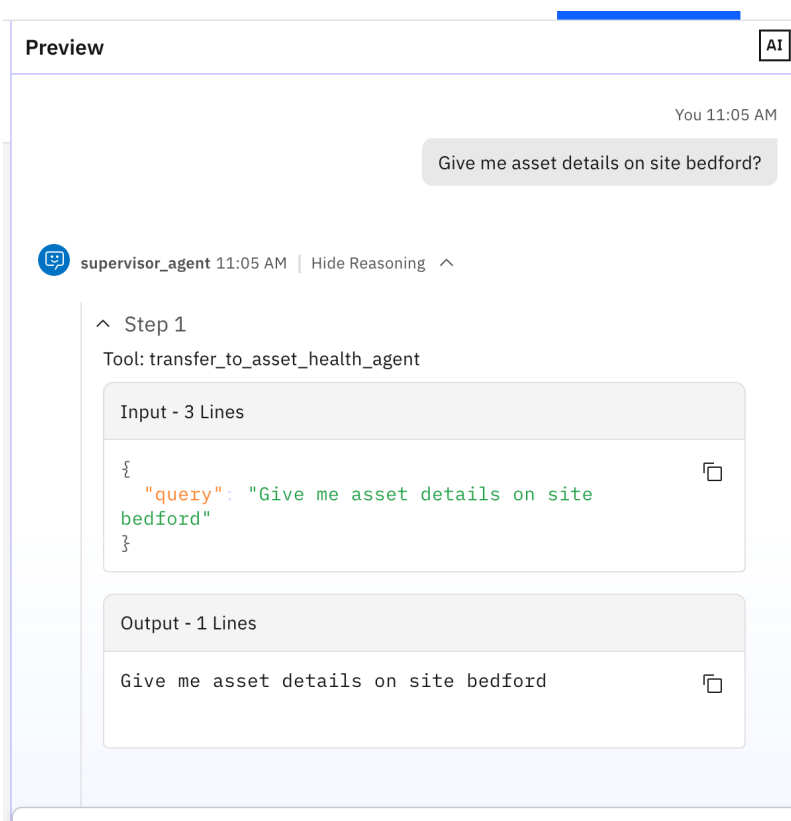 Preview
AI
You 11:05 AM
Give me asset details on site bedford?
supervisor_agent 11:05 AM | Hide Reasoning
Step 1
Tool: transfer_to_asset_health_agent
Input - 3 Lines
{
"query": "Give me asset details on site
bedford"
}
Output - 1 Lines
Give me asset details on site bedford